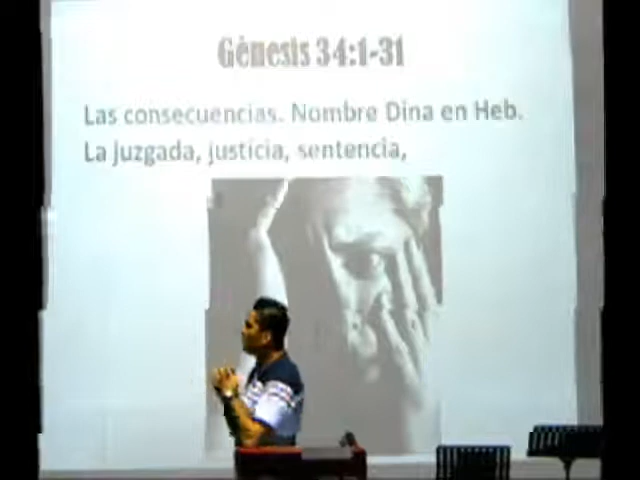 Gènesis 34:1-31
Las consecuencias. Nombre Dina en Heb.
La Juzgada, justicia, sentencia,